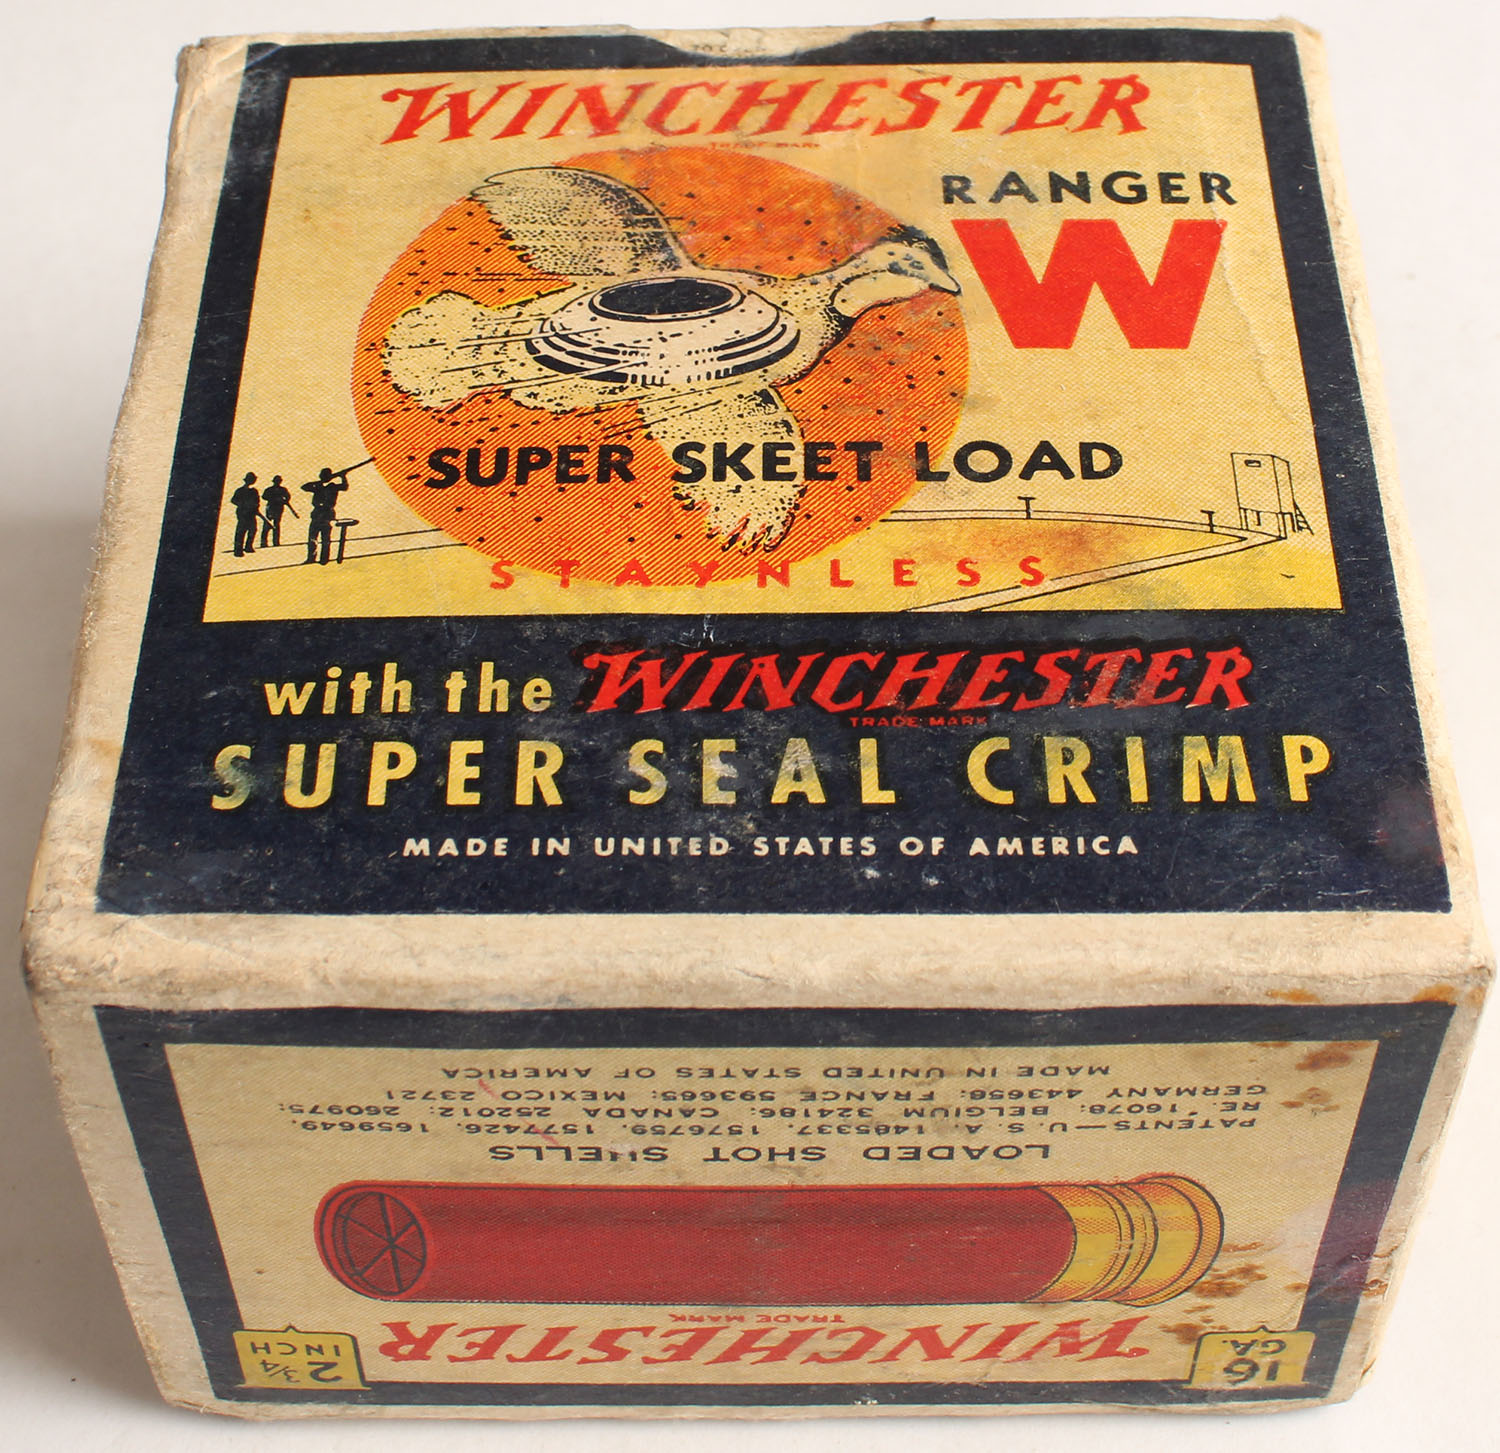 WINCHESTER
TRADE MARK
RANGER
W
SUPER SKEET LOAD
STAYNLESS
with the WINCHESTER
TRADE MARK
SUPER SEAL CRIMP
MADE IN UNITED STATES OF AMERICA
16 GA.
WINCHESTER
TRADE MARK
2 3/4 INCH
LOADED SHOT SHELLS
PATENTS—U. S. A. 1485337, 1576759, 1577426, 1659649,
RE. 16078; BELGIUM 324186; CANADA 252012; 260975;
GERMANY 443658; FRANCE 593665; MEXICO 23721
MADE IN UNITED STATES OF AMERICA